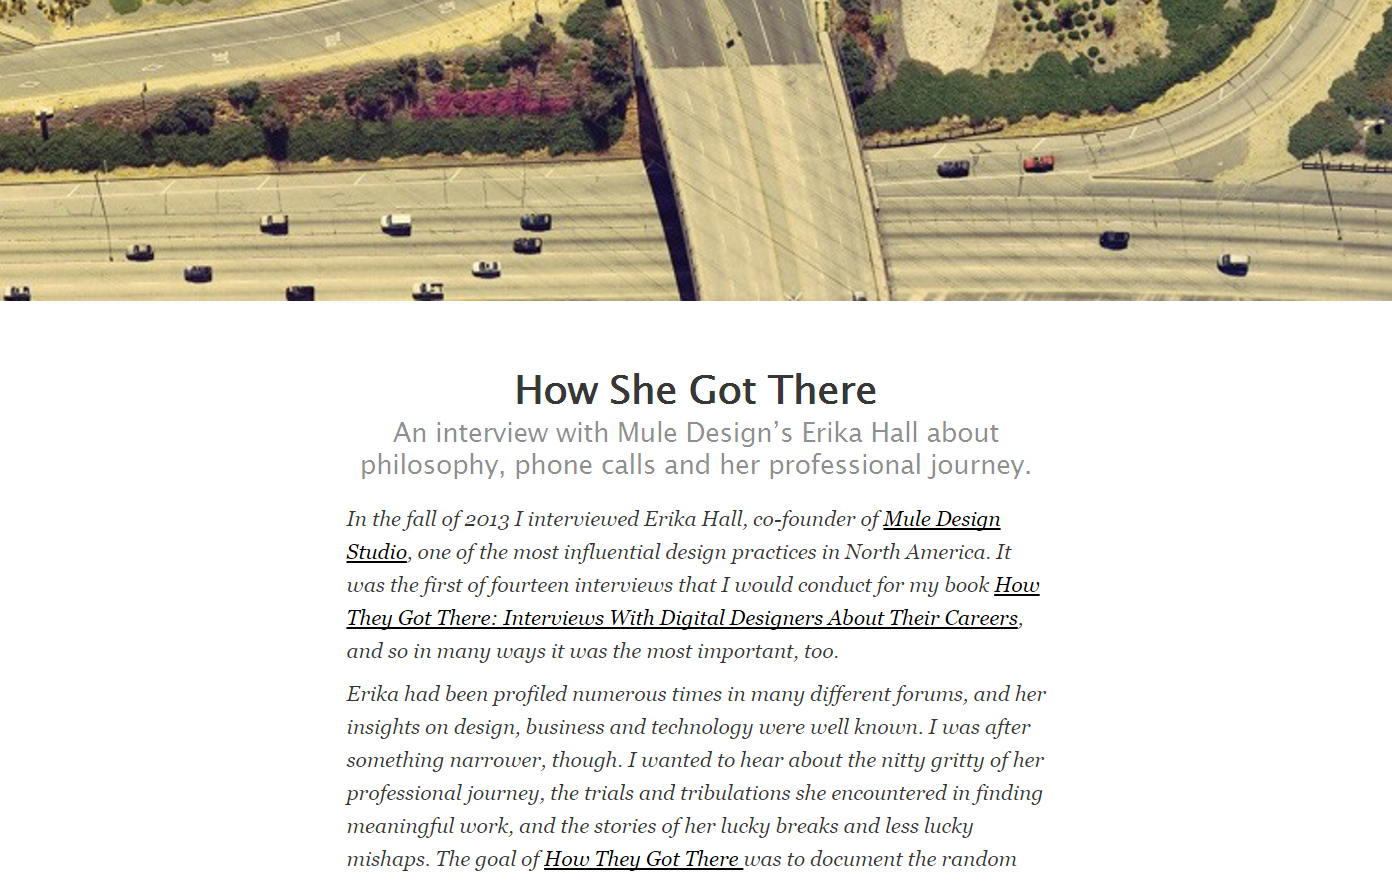 How She Got There
An interview with Mule Design’s Erika Hall about
philosophy, phone calls and her professional journey.
In the fall of 2013 I interviewed Erika Hall, co-founder of Mule Design
Studio, one of the most influential design practices in North America. It
was the first of fourteen interviews that I would conduct for my book How
They Got There: Interviews With Digital Designers About Their Careers,
and so in many ways it was the most important, too.
Erika had been profiled numerous times in many different forums, and her
insights on design, business and technology were well known. I was after
something narrower, though. I wanted to hear about the nitty gritty of her
professional journey, the trials and tribulations she encountered in finding
meaningful work, and the stories of her lucky breaks and less lucky
mishaps. The goal of How They Got There was to document the random